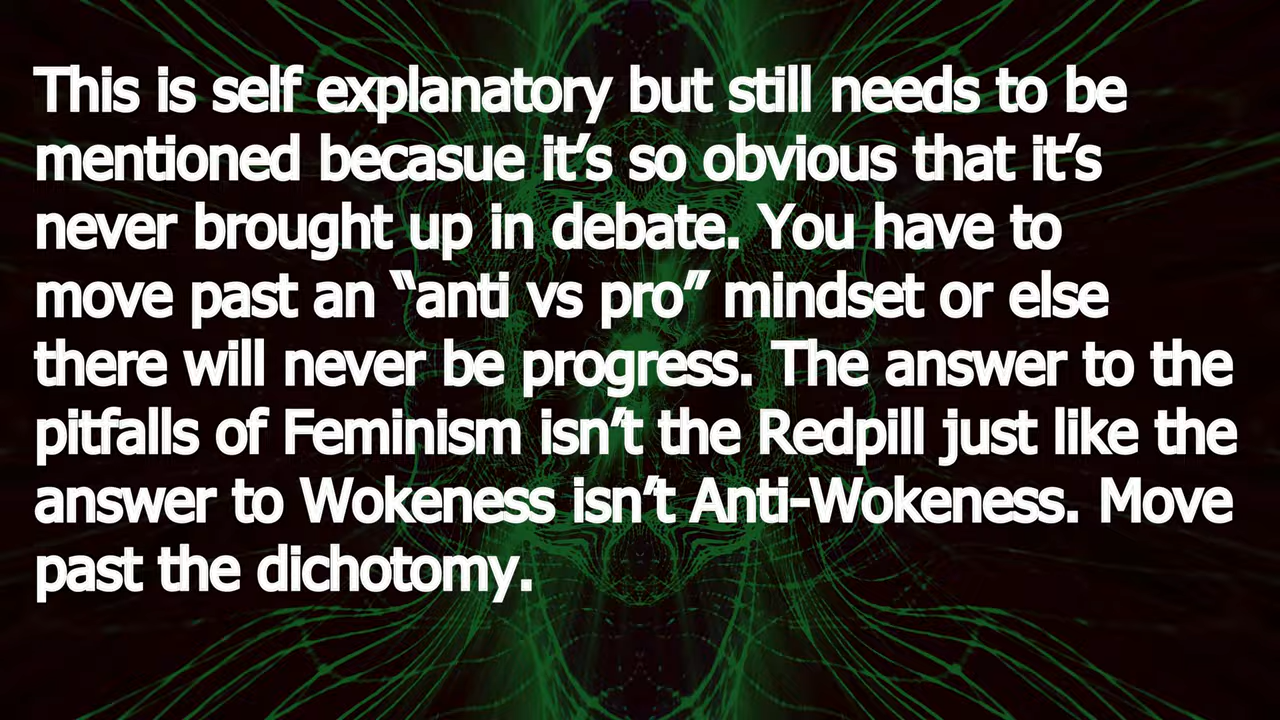 This is self explanatory but still needs to be
mentioned becasue it’s so obvious that it’s
never brought up in debate. You have to
move past an “anti vs pro” mindset or else
there will never be progress. The answer to the
pitfalls of Feminism isn’t the Redpill just like the
answer to Wokeness isn’t Anti-Wokeness. Move
past the dichotomy.